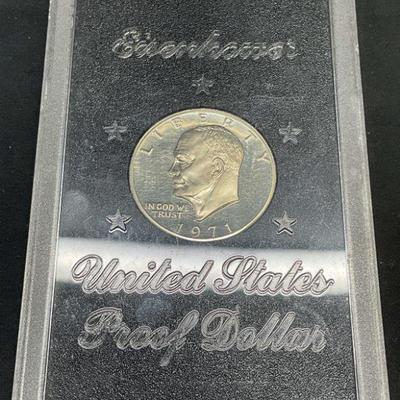 Eisenhower
LIBERTY
IN GOD WE
TRUST
1971
United States
Proof Dollar